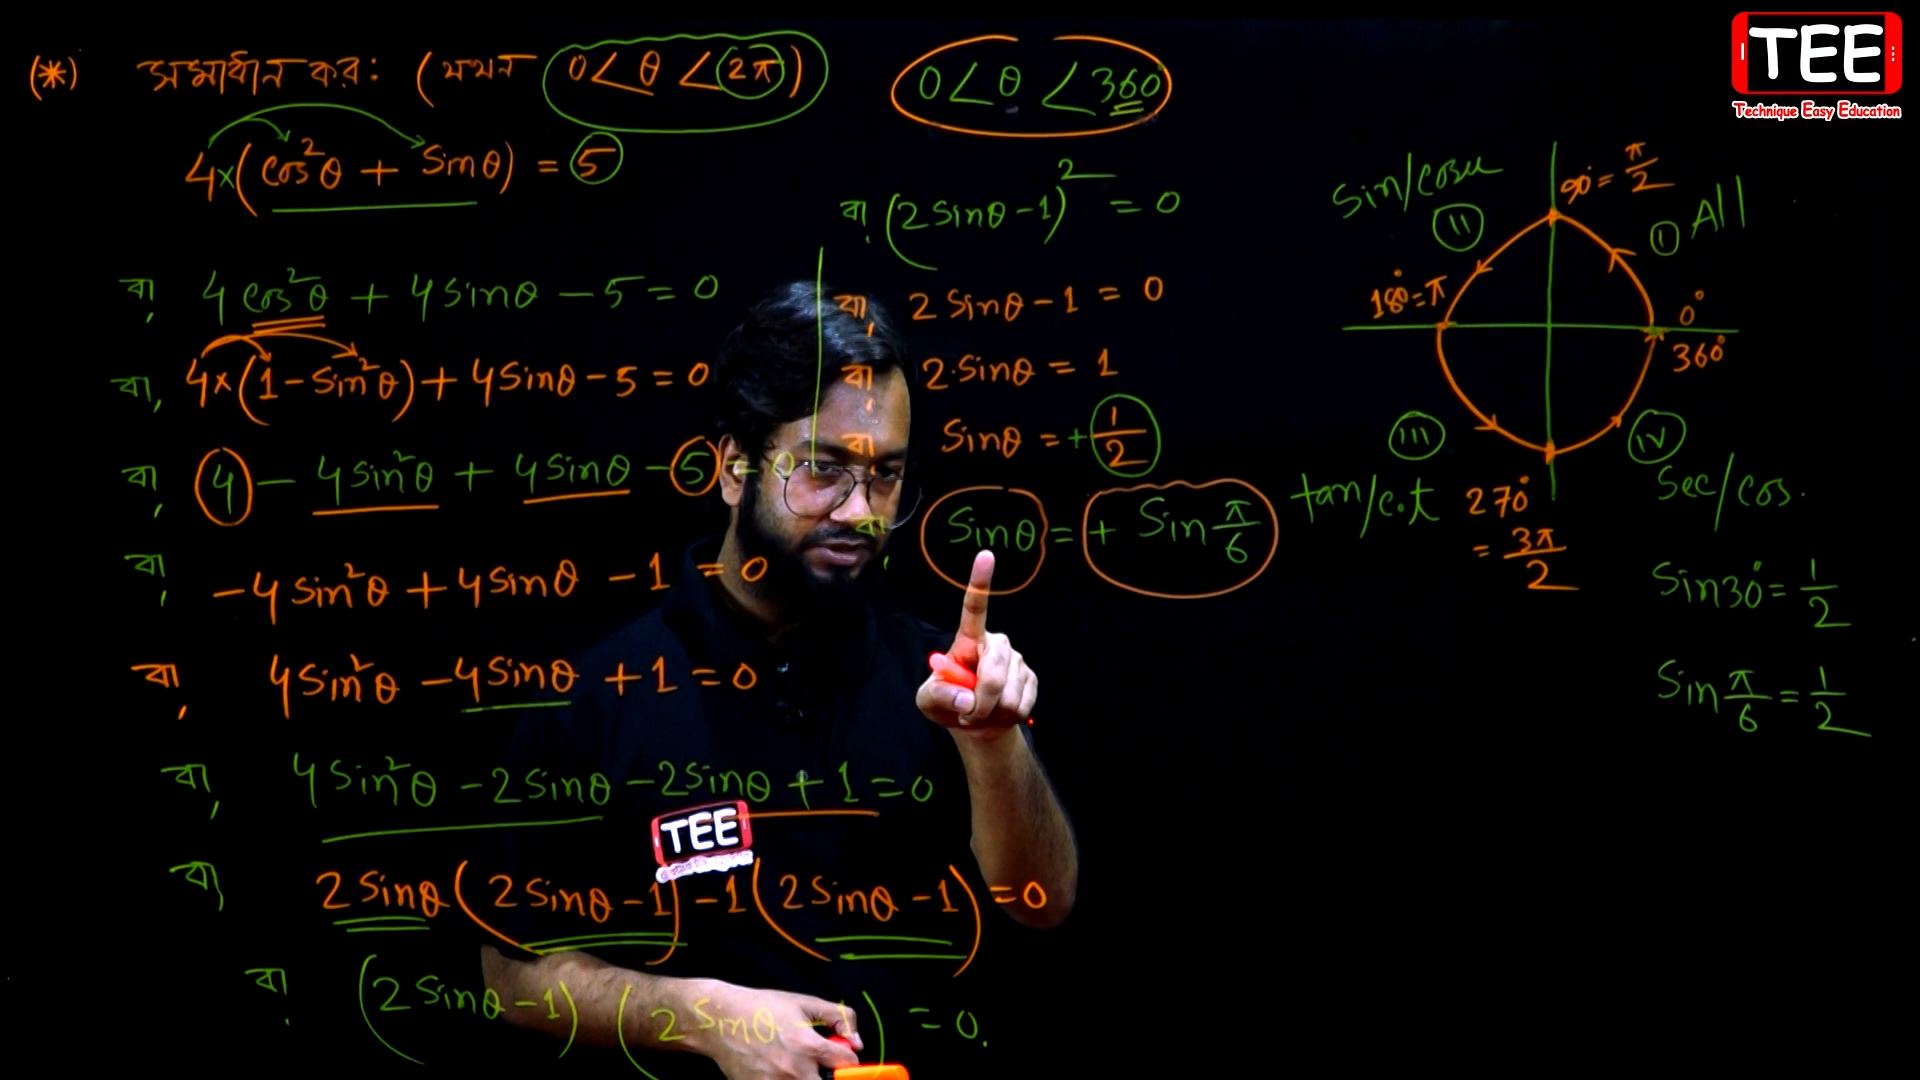 (*) সমাধান কর: (যখন 0 < θ < 2π) 0 < θ < 360°
4×(cos²θ + sinθ) = 5
বা, 4cos²θ + 4sinθ − 5 = 0
বা, 4×(1 − sin²θ) + 4sinθ − 5 = 0
বা, 4 − 4sin²θ + 4sinθ − 5 = 0
বা, −4sin²θ + 4sinθ − 1 = 0
বা, 4sin²θ − 4sinθ + 1 = 0
বা, 4sin²θ − 2sinθ − 2sinθ + 1 = 0
বা, 2sinθ(2sinθ − 1) − 1(2sinθ − 1) = 0
বা, (2sinθ − 1)(2sinθ − 1) = 0.
বা, (2sinθ − 1)² = 0
বা, 2sinθ − 1 = 0
বা, 2·sinθ = 1
বা, sinθ = +1/2
বা, sinθ = + sin π/6
sin/cosec
II
90° = π/2
I All
180° = π
0°
360°
III
IV
tan/cot
270° = 3π/2
Sec/cos.
Sin30° = 1/2
Sin π/6 = 1/2
TEE
Technique Easy Education
TEE